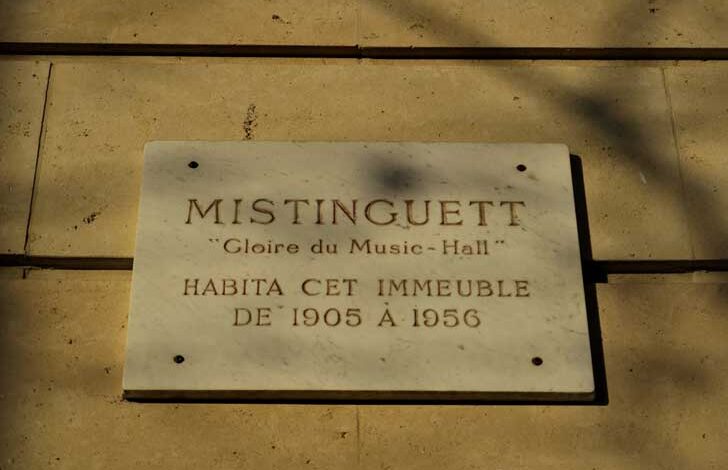 MISTINGUETT
"Gloire du Music-Hall"
HABITA CET IMMEUBLE
DE 1905 À 1956